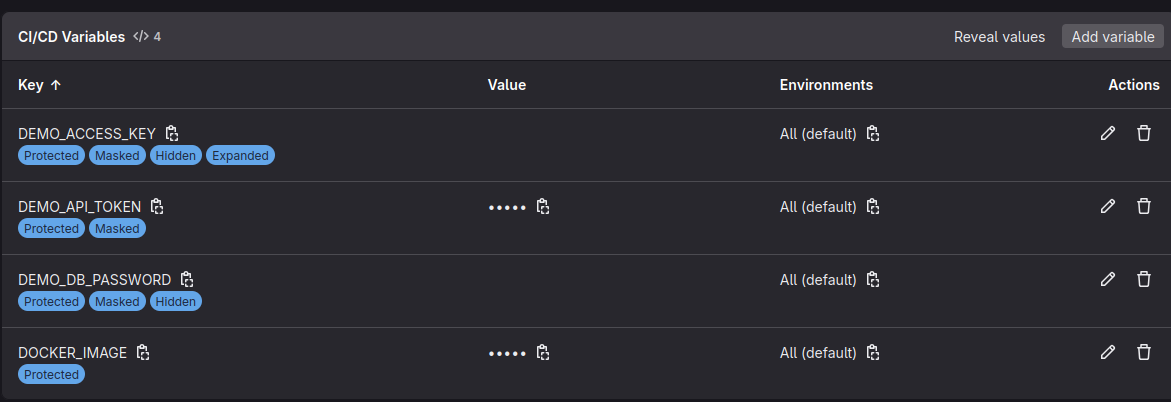 CI/CD Variables </> 4 Reveal values Add variable
Key ↑ Value Environments Actions
DEMO_ACCESS_KEY All (default)
Protected Masked Hidden Expanded
DEMO_API_TOKEN ••••• All (default)
Protected Masked
DEMO_DB_PASSWORD All (default)
Protected Masked Hidden
DOCKER_IMAGE ••••• All (default)
Protected